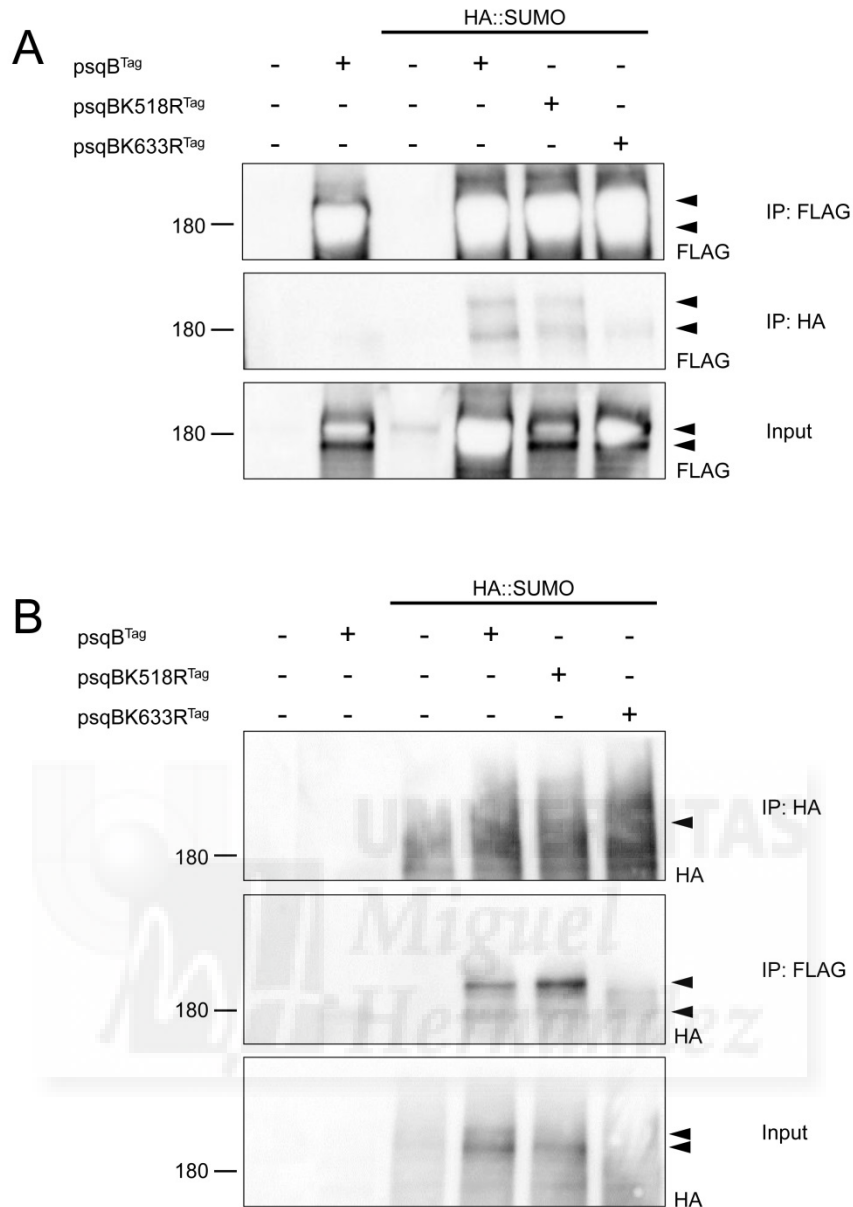 A
HA::SUMO
psqB^Tag - + - + - -
psqBK518R^Tag - - - - + -
psqBK633R^Tag - - - - - +
180
IP: FLAG
FLAG
180
IP: HA
FLAG
180
Input
FLAG
B
HA::SUMO
psqB^Tag - + - + - -
psqBK518R^Tag - - - - + -
psqBK633R^Tag - - - - - +
IP: HA
UNIVERSITAS
180
HA
Miguel
IP: FLAG
180
Hernández
HA
Input
180
HA